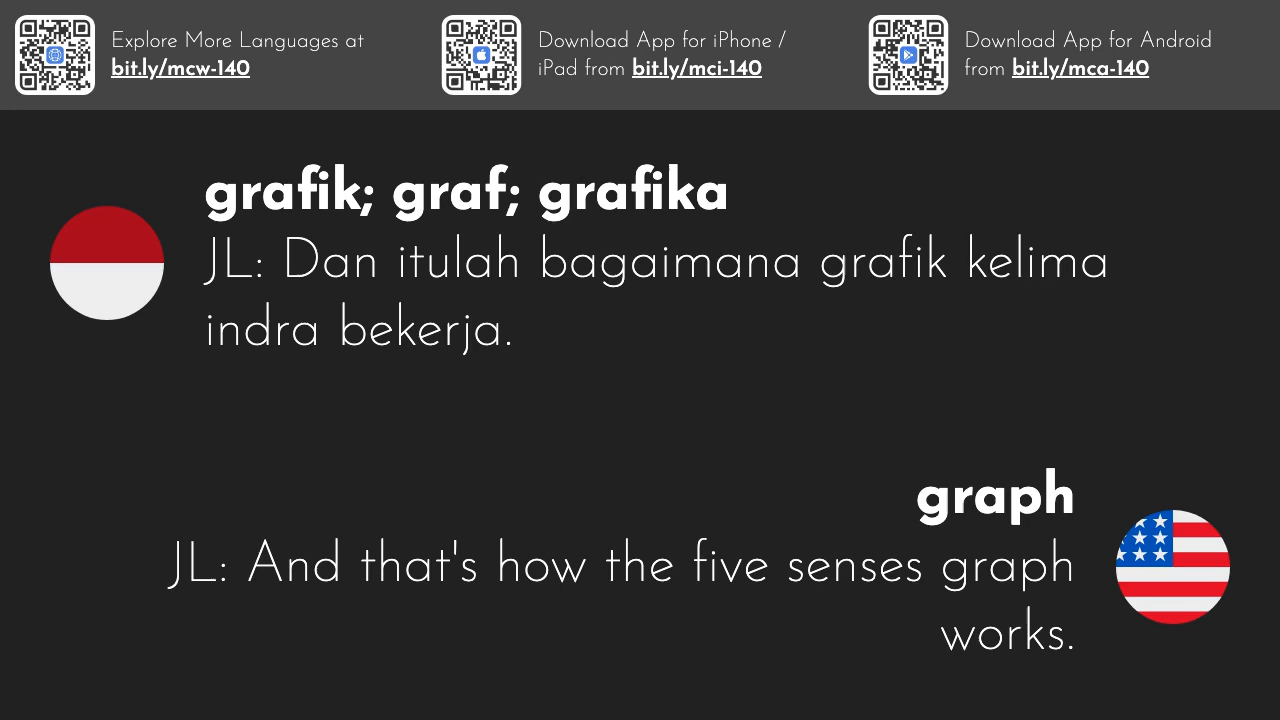 Explore More Languages at
bit.ly/mcw-140
Download App for iPhone /
iPad from bit.ly/mci-140
Download App for Android
from bit.ly/mca-140
grafik; graf; grafika
JL: Dan itulah bagaimana grafik kelima
indra bekerja.
graph
JL: And that's how the five senses graph
works.